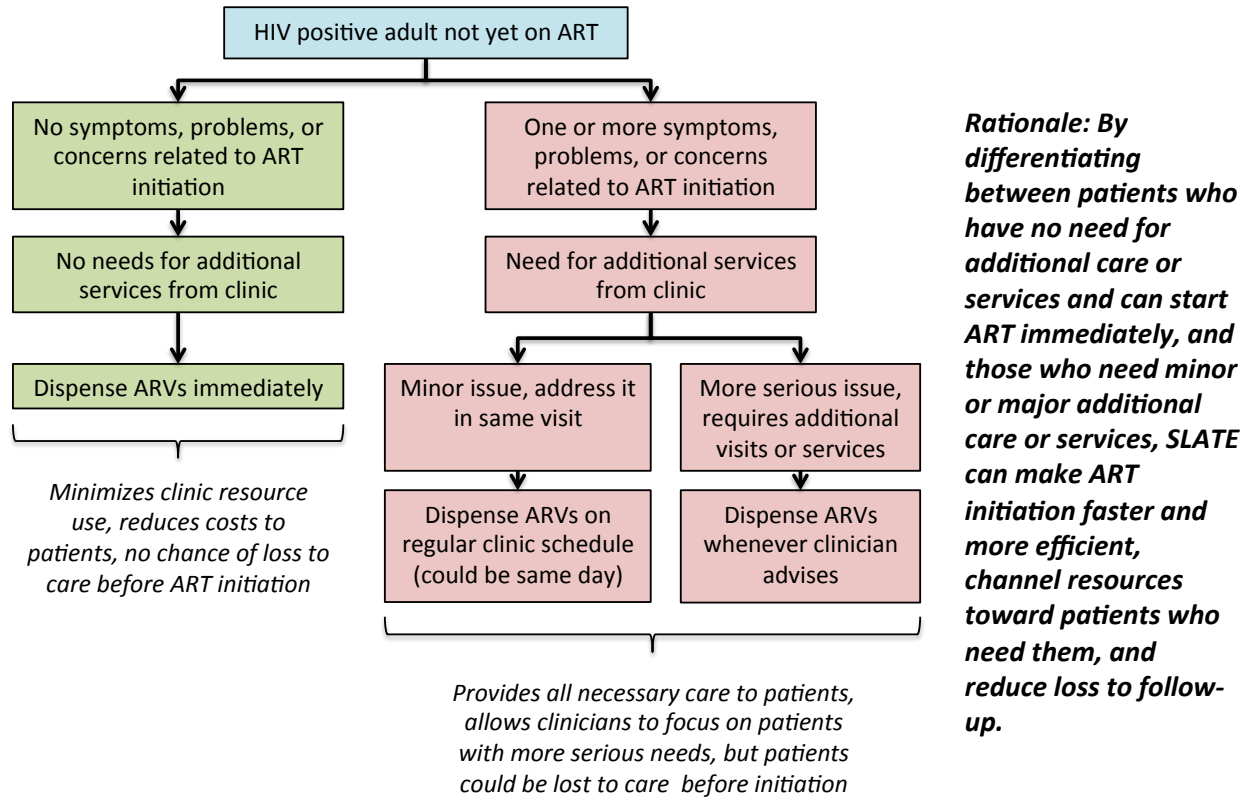 HIV positive adult not yet on ART
No symptoms, problems, or
concerns related to ART
initiation
One or more symptoms,
problems, or concerns
related to ART initiation
No needs for additional
services from clinic
Need for additional services
from clinic
Dispense ARVs immediately
Minor issue, address it
in same visit
More serious issue,
requires additional
visits or services
Dispense ARVs on
regular clinic schedule
(could be same day)
Dispense ARVs
whenever clinician
advises
Minimizes clinic resource
use, reduces costs to
patients, no chance of loss to
care before ART initiation
Provides all necessary care to patients,
allows clinicians to focus on patients
with more serious needs, but patients
could be lost to care before initiation
Rationale: By
differentiating
between patients who
have no need for
additional care or
services and can start
ART immediately, and
those who need minor
or major additional
care or services, SLATE
can make ART
initiation faster and
more efficient,
channel resources
toward patients who
need them, and
reduce loss to follow-
up.